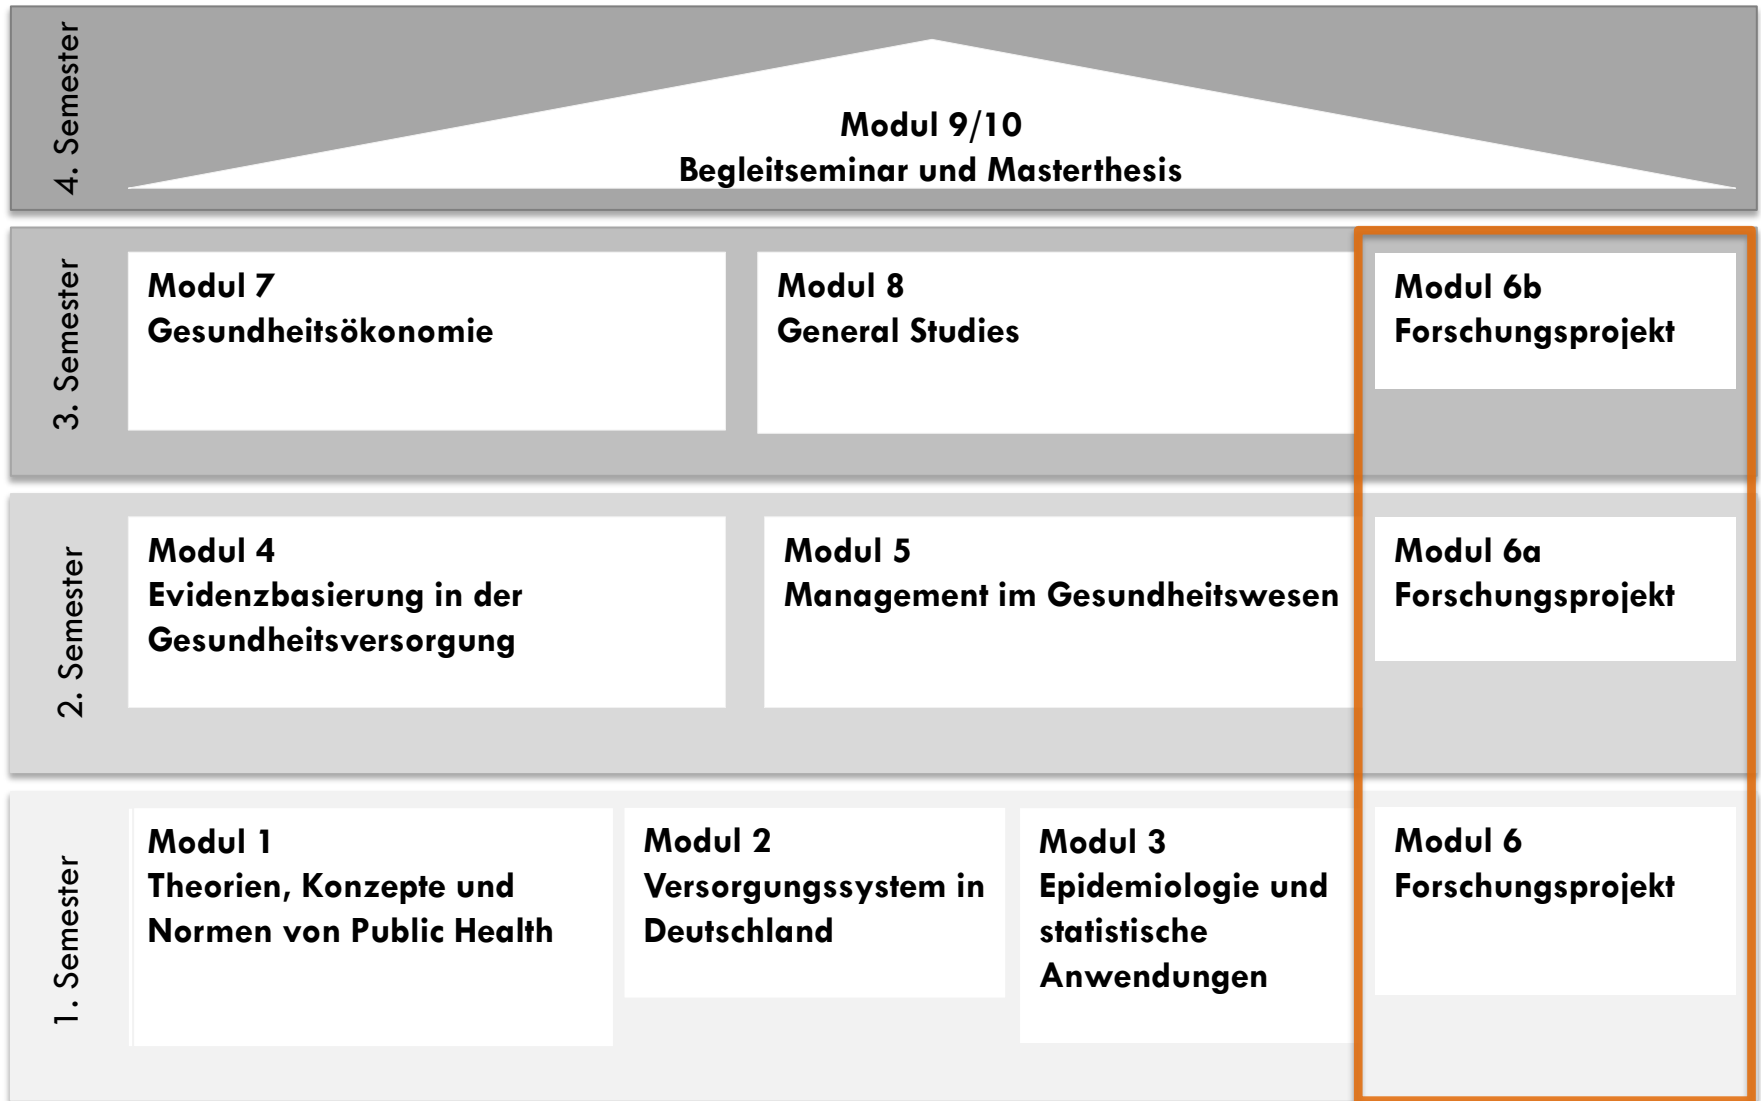 4. Semester
Modul 9/10
Begleitseminar und Masterthesis
3. Semester
Modul 7
Gesundheitsökonomie
Modul 8
General Studies
Modul 6b
Forschungsprojekt
2. Semester
Modul 4
Evidenzbasierung in der
Gesundheitsversorgung
Modul 5
Management im Gesundheitswesen
Modul 6a
Forschungsprojekt
1. Semester
Modul 1
Theorien, Konzepte und
Normen von Public Health
Modul 2
Versorgungssystem in
Deutschland
Modul 3
Epidemiologie und
statistische
Anwendungen
Modul 6
Forschungsprojekt